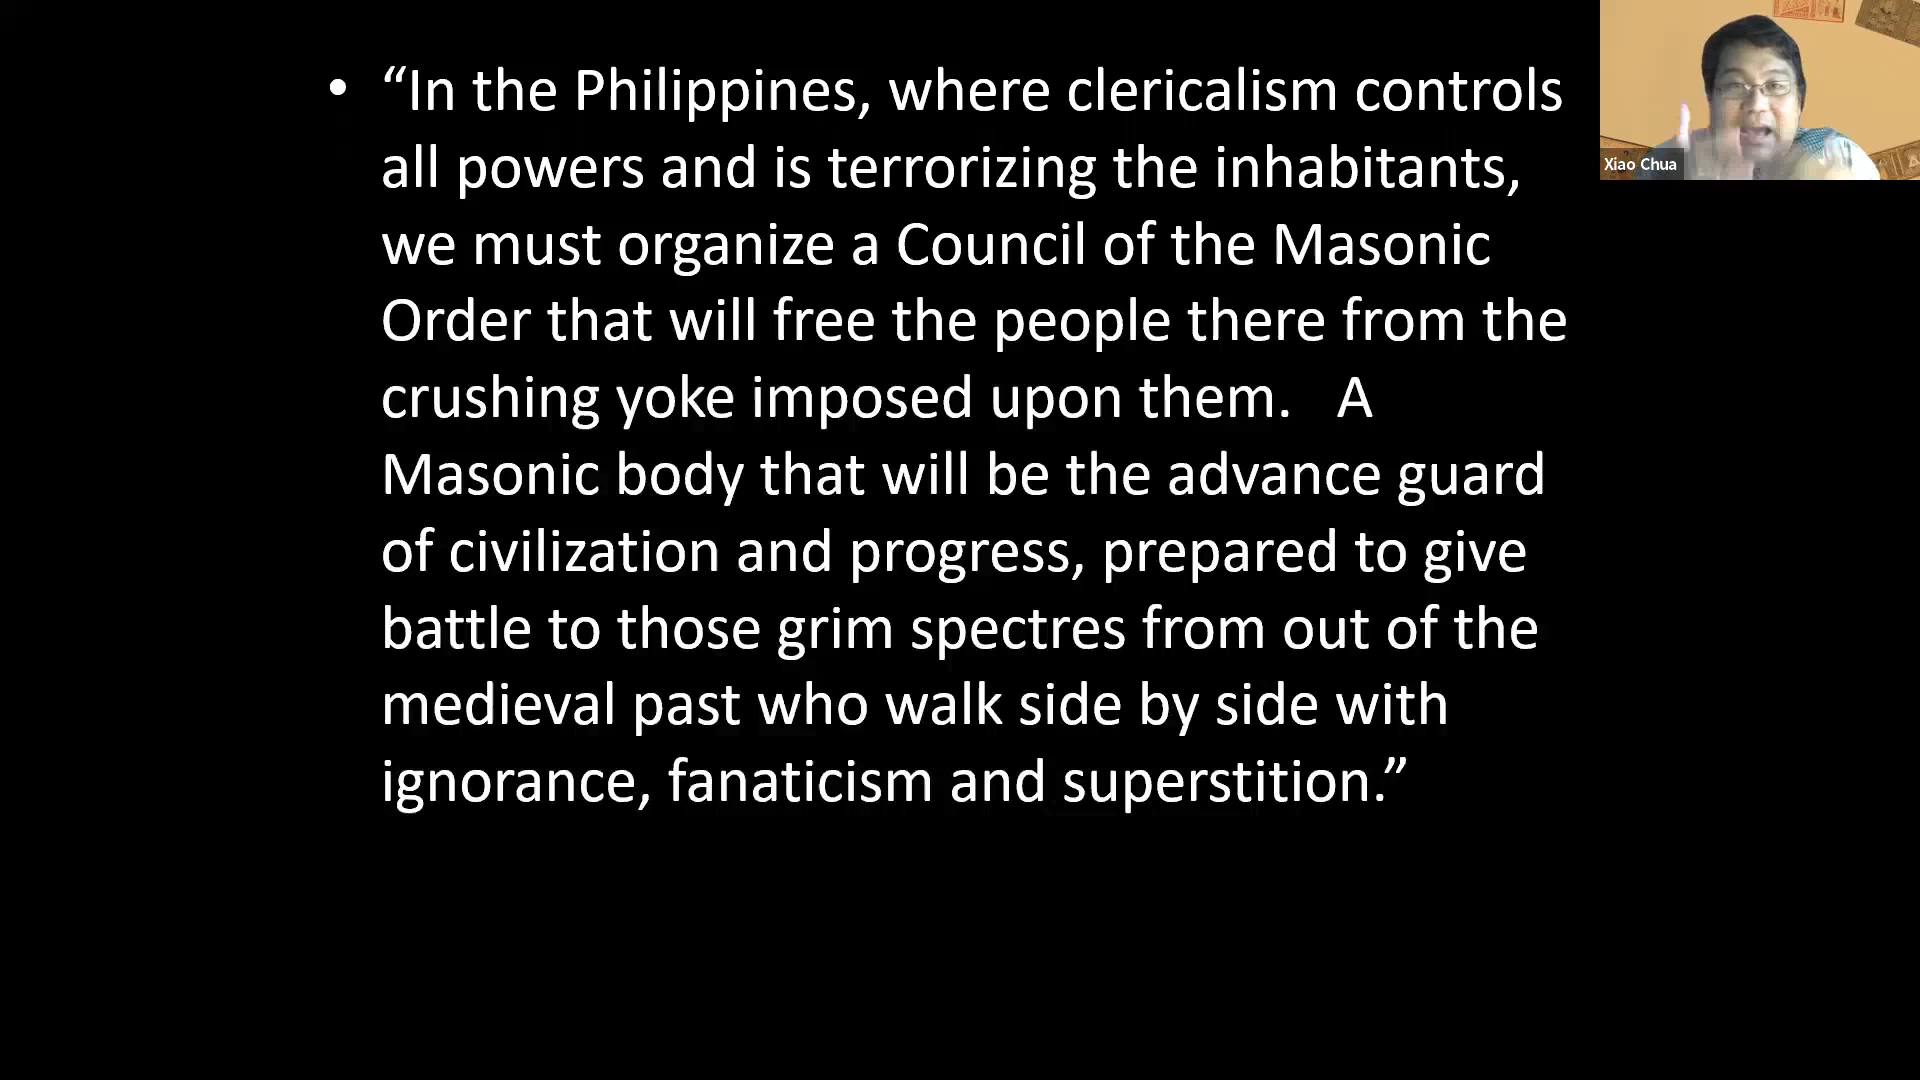 • “In the Philippines, where clericalism controls
all powers and is terrorizing the inhabitants,
we must organize a Council of the Masonic
Order that will free the people there from the
crushing yoke imposed upon them.   A
Masonic body that will be the advance guard
of civilization and progress, prepared to give
battle to those grim spectres from out of the
medieval past who walk side by side with
ignorance, fanaticism and superstition.”
Xiao Chua